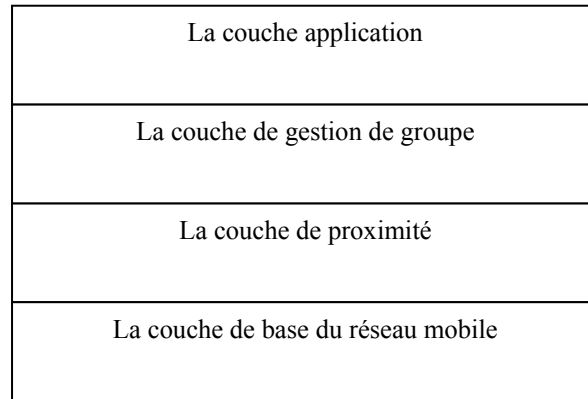 La couche application
La couche de gestion de groupe
La couche de proximité
La couche de base du réseau mobile